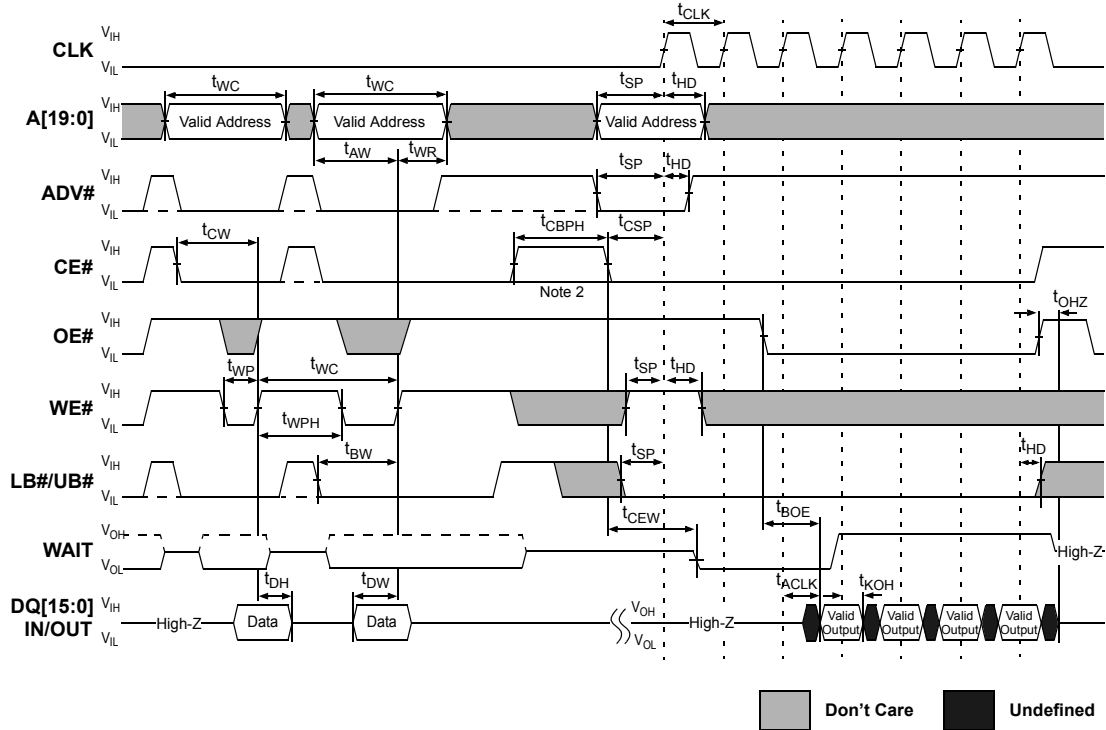 tCLK
CLK VIH
VIL
tWC tWC tSP tHD
A[19:0] VIH
VIL
Valid Address Valid Address Valid Address
tAW tWR
tSP tHD
ADV# VIH
VIL
tCW tCBPH tCSP
CE# VIH
VIL
Note 2
tOHZ
OE# VIH
VIL
tWP tWC tSP tHD
WE# VIH
VIL
tWPH
tBW tSP tHD
LB#/UB# VIH
VIL
tCEW tBOE
WAIT VOH
VOL
High-Z
tDH tDW tACLK tKOH
DQ[15:0] VIH
IN/OUT VIL
High-Z Data Data VOH
VOL
High-Z
Valid Output Valid Output Valid Output Valid Output
Don't Care Undefined